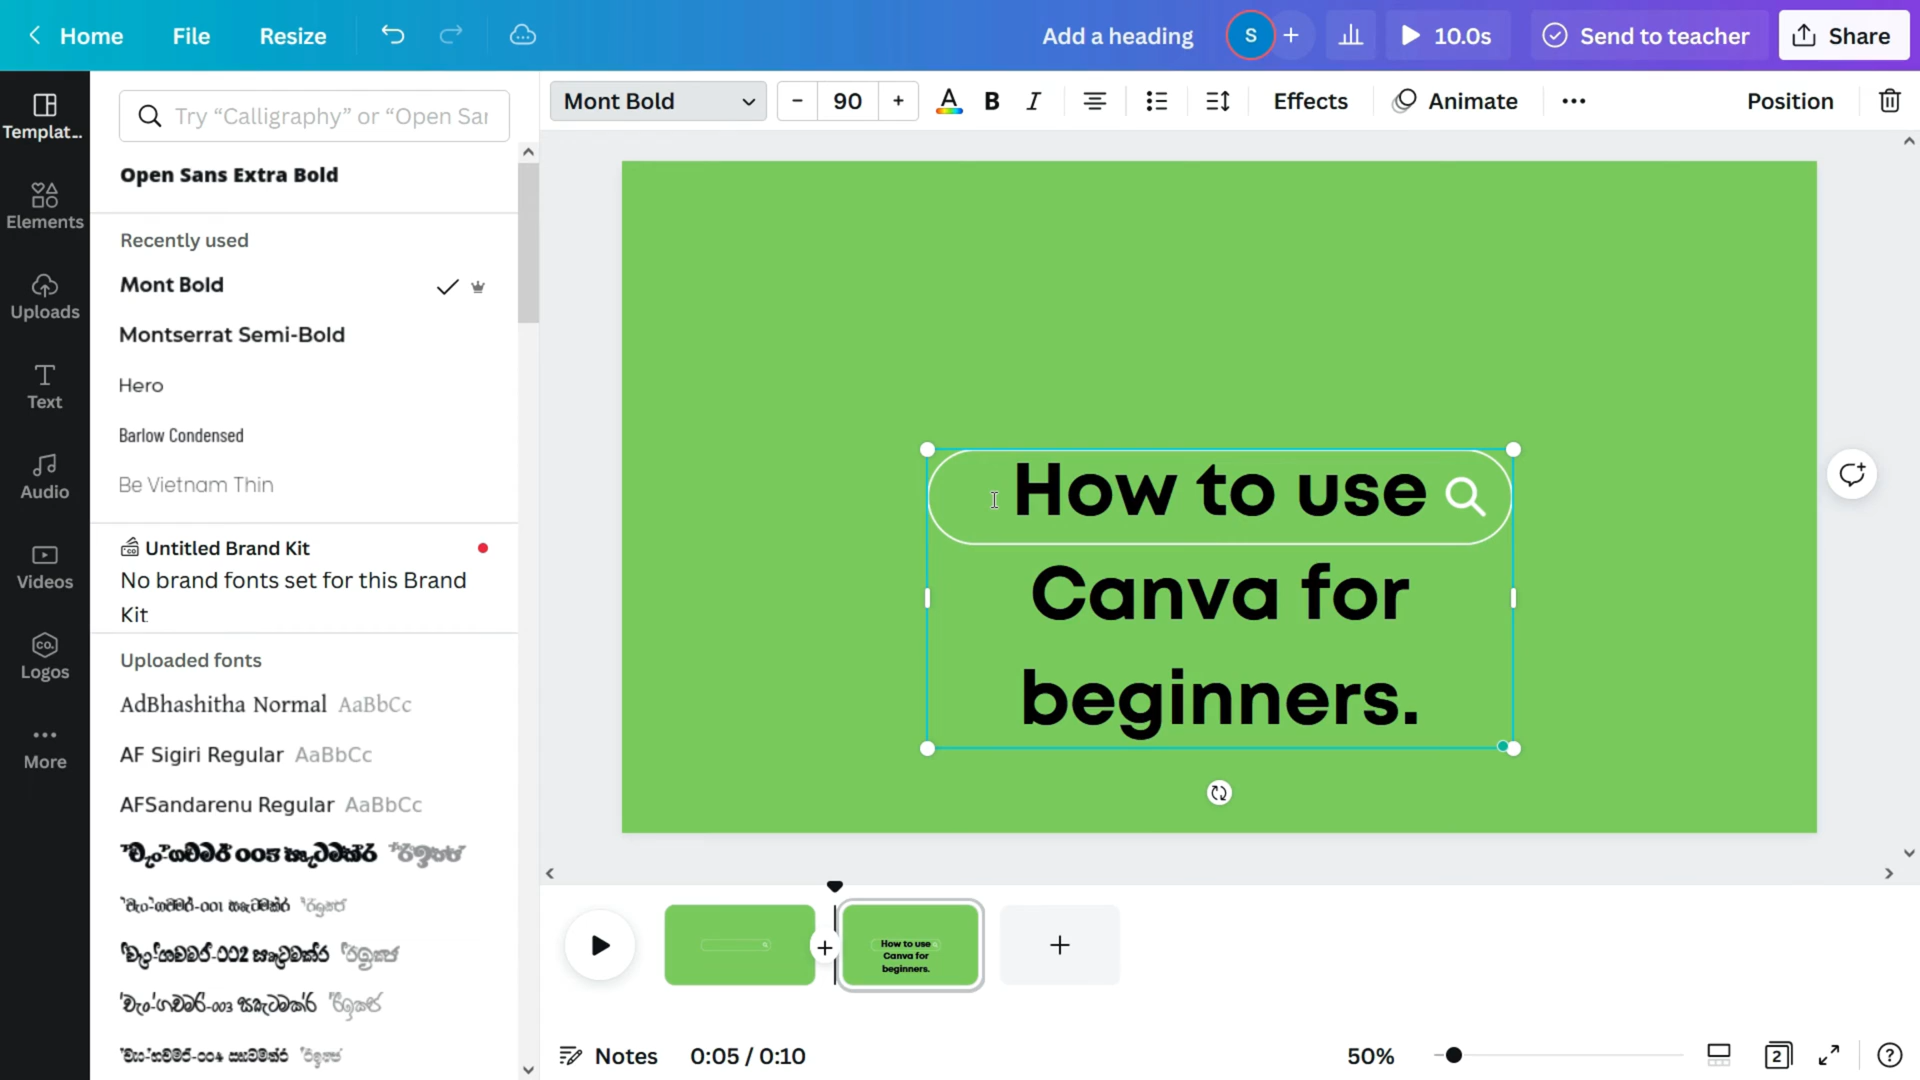 Home File Resize Add a heading S + 10.0s Send to teacher Share
Templat...
Elements
Uploads
Text
Audio
Videos
CO.
Logos
More
Try “Calligraphy” or “Open Sar
Open Sans Extra Bold
Recently used
Mont Bold
Montserrat Semi-Bold
Hero
Barlow Condensed
Be Vietnam Thin
Untitled Brand Kit
No brand fonts set for this Brand
Kit
Uploaded fonts
AdBhashitha Normal AaBbCc
AF Sigiri Regular AaBbCc
AFSandarenu Regular AaBbCc
Mont Bold - 90 + A B I Effects Animate ... Position
How to use
Canva for
beginners.
How to use
Canva for
beginners.
Notes 0:05 / 0:10 50% 2 ?